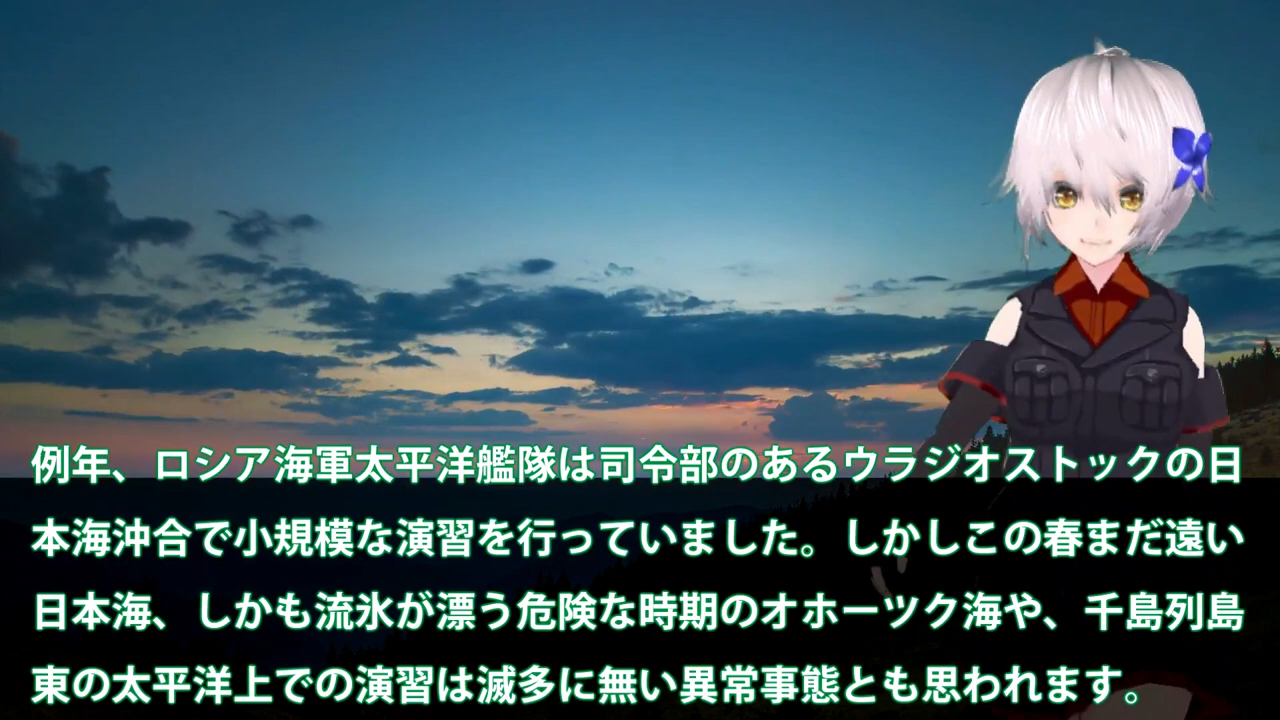 例年、ロシア海軍太平洋艦隊は司令部のあるウラジオストックの日
本海沖合で小規模な演習を行っていました。しかしこの春まだ遠い
日本海、しかも流氷が漂う危険な時期のオホーツク海や、千島列島
東の太平洋上での演習は滅多に無い異常事態とも思われます。